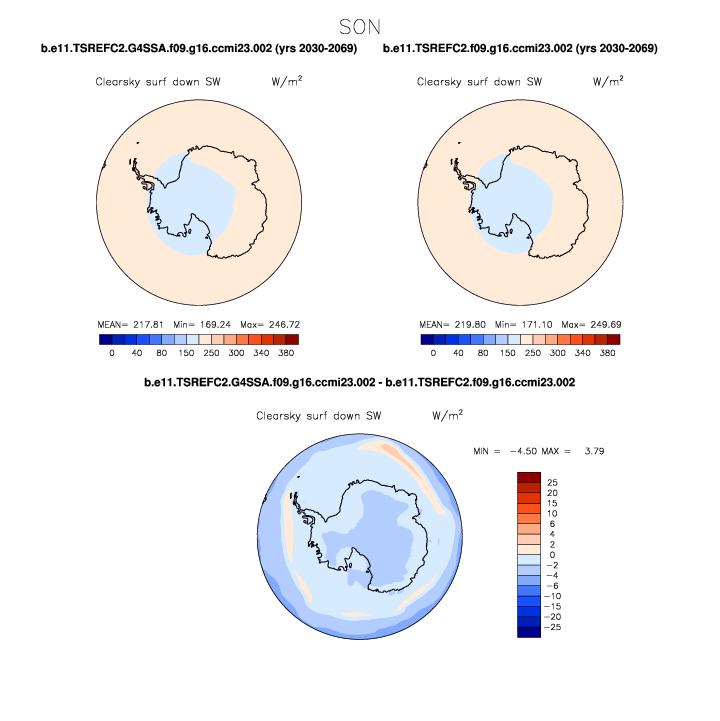 SON
b.e11.TSREFC2.G4SSA.f09.g16.ccmi23.002 (yrs 2030-2069) b.e11.TSREFC2.f09.g16.ccmi23.002 (yrs 2030-2069)
Clearsky surf down SW W/m² Clearsky surf down SW W/m²
MEAN= 217.81 Min= 169.24 Max= 246.72 MEAN= 219.80 Min= 171.10 Max= 249.69
0 40 80 150 250 300 340 380 0 40 80 150 250 300 340 380
b.e11.TSREFC2.G4SSA.f09.g16.ccmi23.002 - b.e11.TSREFC2.f09.g16.ccmi23.002
Clearsky surf down SW W/m²
MIN = -4.50 MAX = 3.79
25
20
15
10
6
4
2
0
-2
-4
-6
-10
-15
-20
-25